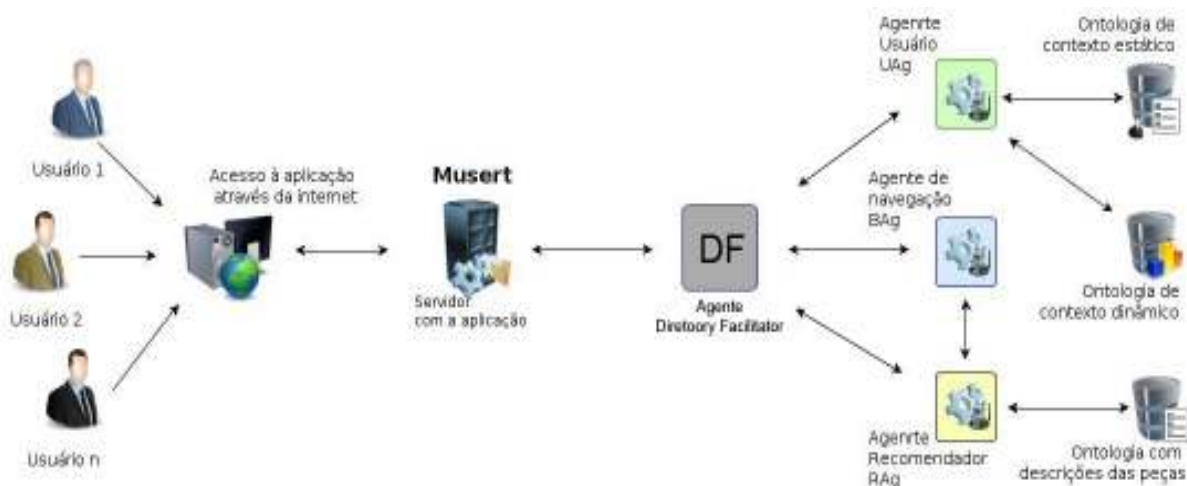 Usuário 1
Usuário 2
Usuário n
Acesso à aplicação
através da internet
Musert
Servidor
com a aplicação
DF
Agente
Diretoory Facilitator
Agenrte
Usuário
UAg
Ontologia de
contexto estático
Agente de
navegação
BAg
Ontologia de
contexto dinâmico
Agenrte
Recomendador
RAg
Ontologia com
descrições das peças